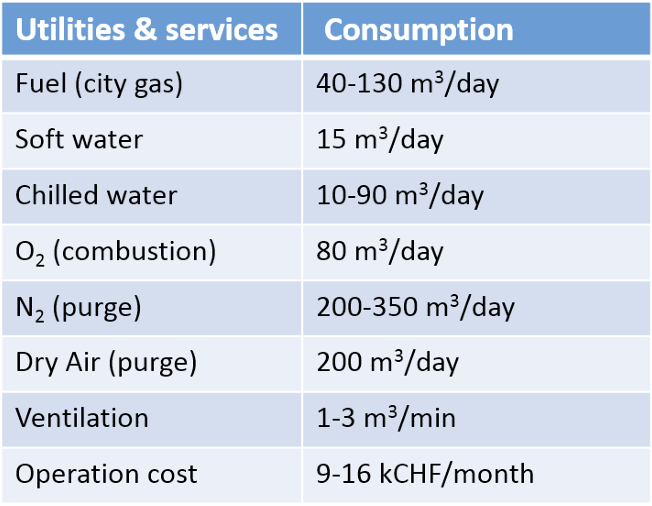 Utilities & services Consumption
Fuel (city gas) 40-130 m³/day
Soft water 15 m³/day
Chilled water 10-90 m³/day
O₂ (combustion) 80 m³/day
N₂ (purge) 200-350 m³/day
Dry Air (purge) 200 m³/day
Ventilation 1-3 m³/min
Operation cost 9-16 kCHF/month